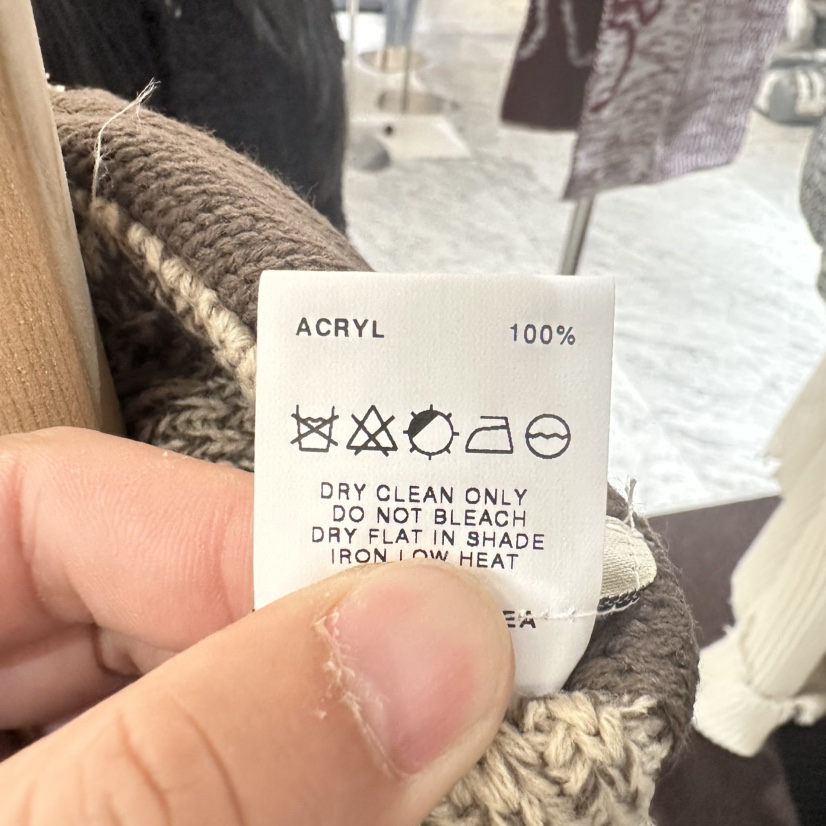 ACRYL 100%
DRY CLEAN ONLY
DO NOT BLEACH
DRY FLAT IN SHADE
IRON LOW HEAT